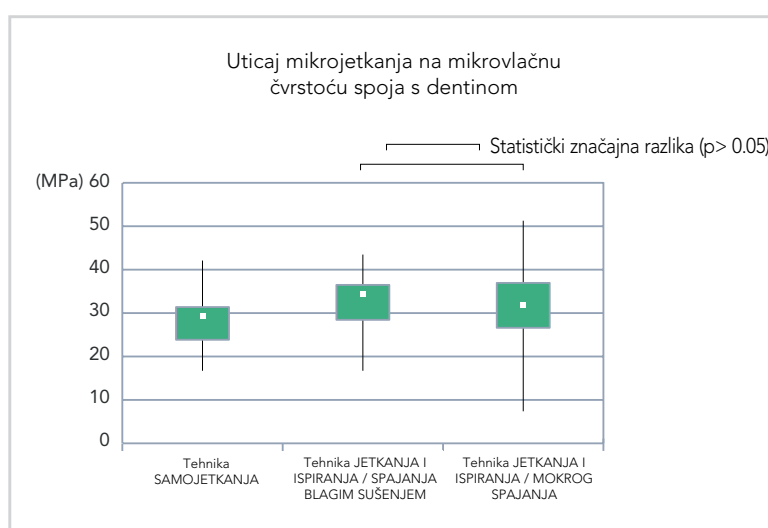 Uticaj mikrojetkanja na mikrovlačnu
čvrstoću spoja s dentinom
Statistički značajna razlika (p> 0.05)
(MPa) 60
50
40
30
20
10
0
Tehnika
SAMOJETKANJA
Tehnika JETKANJA I
ISPIRANJA / SPAJANJA
BLAGIM SUŠENJEM
Tehnika JETKANJA I
ISPIRANJA / MOKROG
SPAJANJA